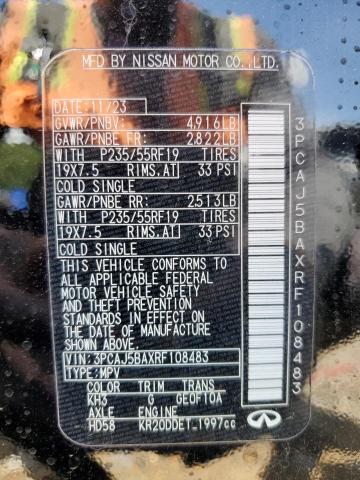 MFD BY NISSAN MOTOR CO.,LTD.
DATE:11/23
GVWR/PNBV: 4916LB
GAWR/PNBE FR: 2822LB
WITH P235/55RF19 TIRES
19X7.5 RIMS.AT 33 PSI
COLD SINGLE
GAWR/PNBE RR: 2513LB
WITH P235/55RF19 TIRES
19X7.5 RIMS.AT 33 PSI
COLD SINGLE
THIS VEHICLE CONFORMS TO
ALL APPLICABLE FEDERAL
MOTOR VEHICLE SAFETY
AND THEFT PREVENTION
STANDARDS IN EFFECT ON
THE DATE OF MANUFACTURE
SHOWN ABOVE.
VIN:3PCAJ5BAXRF108483
TYPE:MPV
COLOR TRIM TRANS
KH3 G GE0F10A
AXLE ENGINE
HD58 KR20DDET-1997cc
INFINITI
3PCAJ5BAXRF108483